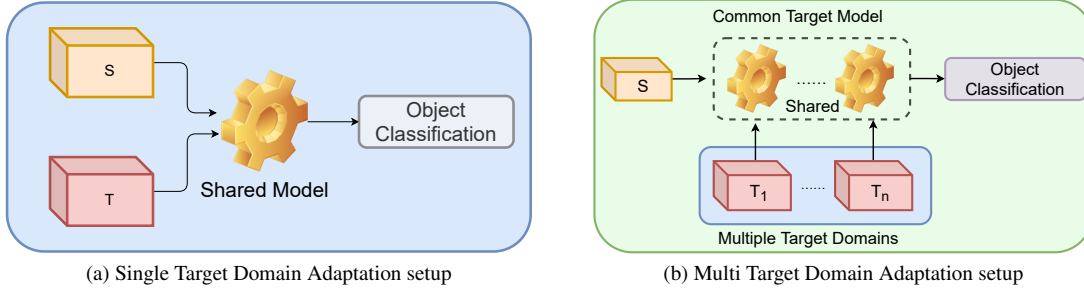 S
T
Shared Model
Object
Classification
(a) Single Target Domain Adaptation setup
Common Target Model
S
......
Shared
Object
Classification
T1
......
Tn
Multiple Target Domains
(b) Multi Target Domain Adaptation setup